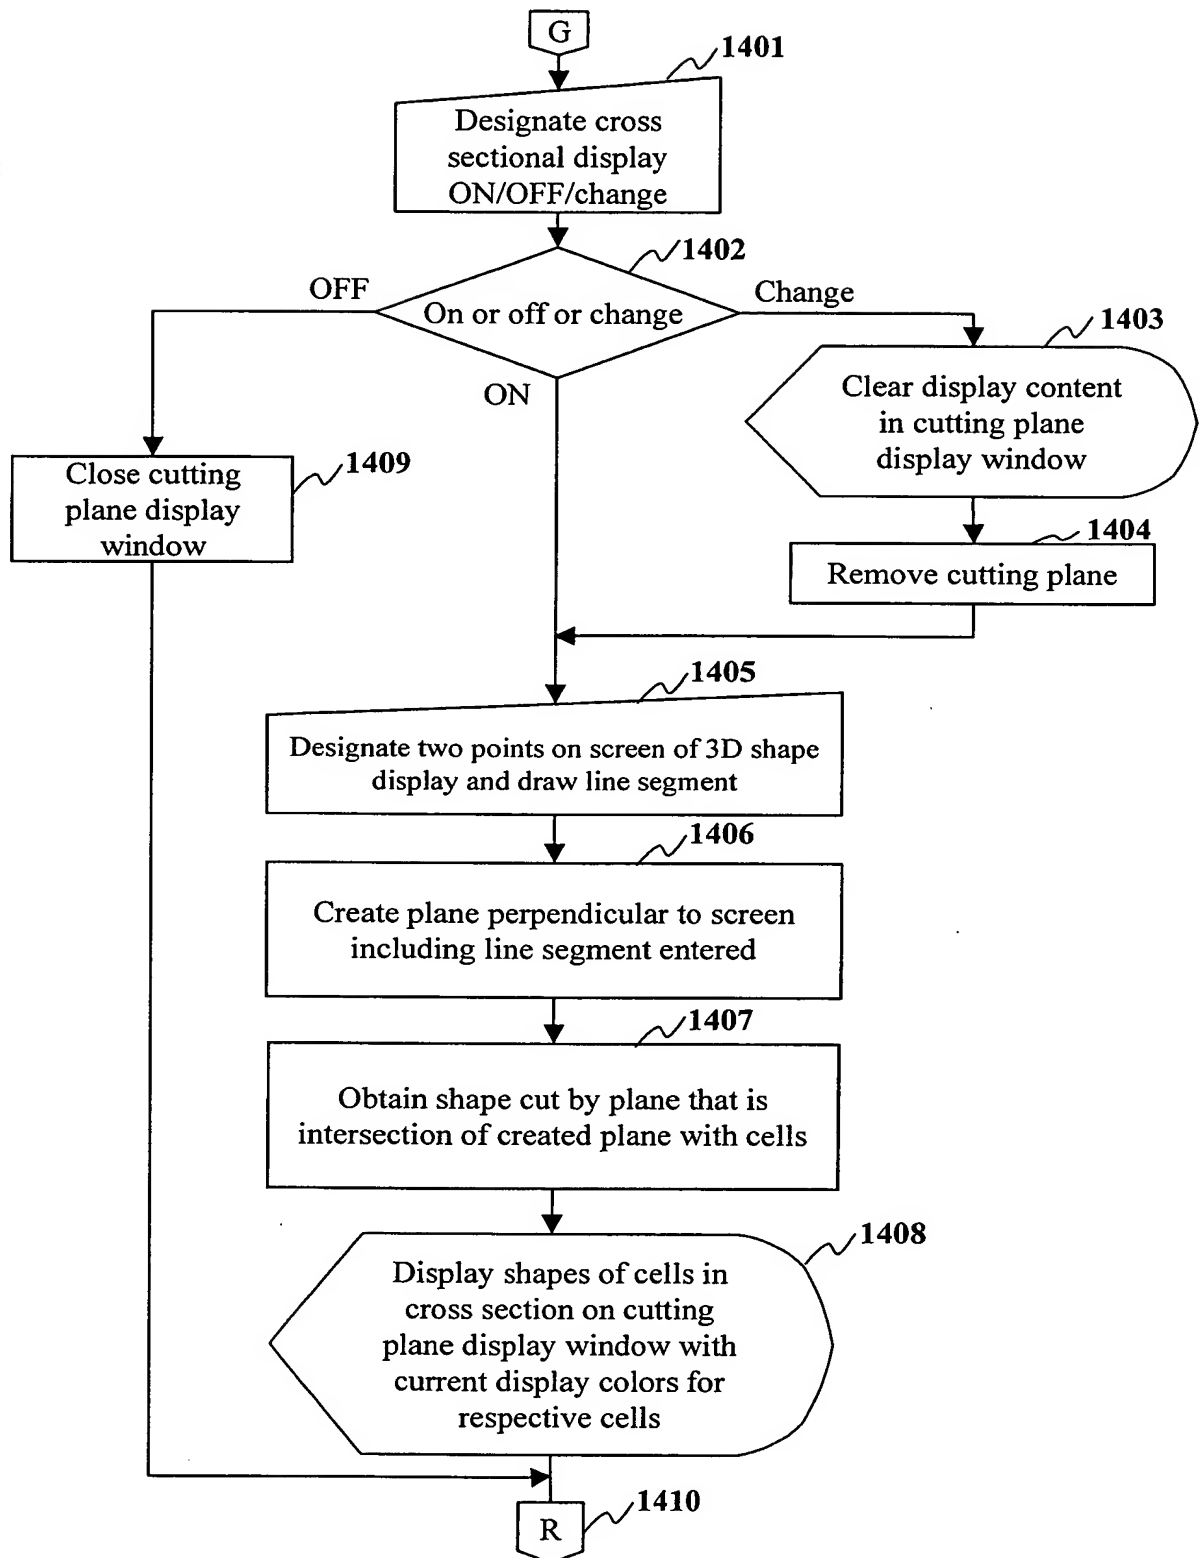 G
1401
Designate cross
sectional display
ON/OFF/change
1402
OFF
On or off or change
Change
ON
1403
Clear display content
in cutting plane
display window
1409
Close cutting
plane display
window
1404
Remove cutting plane
1405
Designate two points on screen of 3D shape
display and draw line segment
1406
Create plane perpendicular to screen
including line segment entered
1407
Obtain shape cut by plane that is
intersection of created plane with cells
1408
Display shapes of cells in
cross section on cutting
plane display window with
current display colors for
respective cells
1410
R